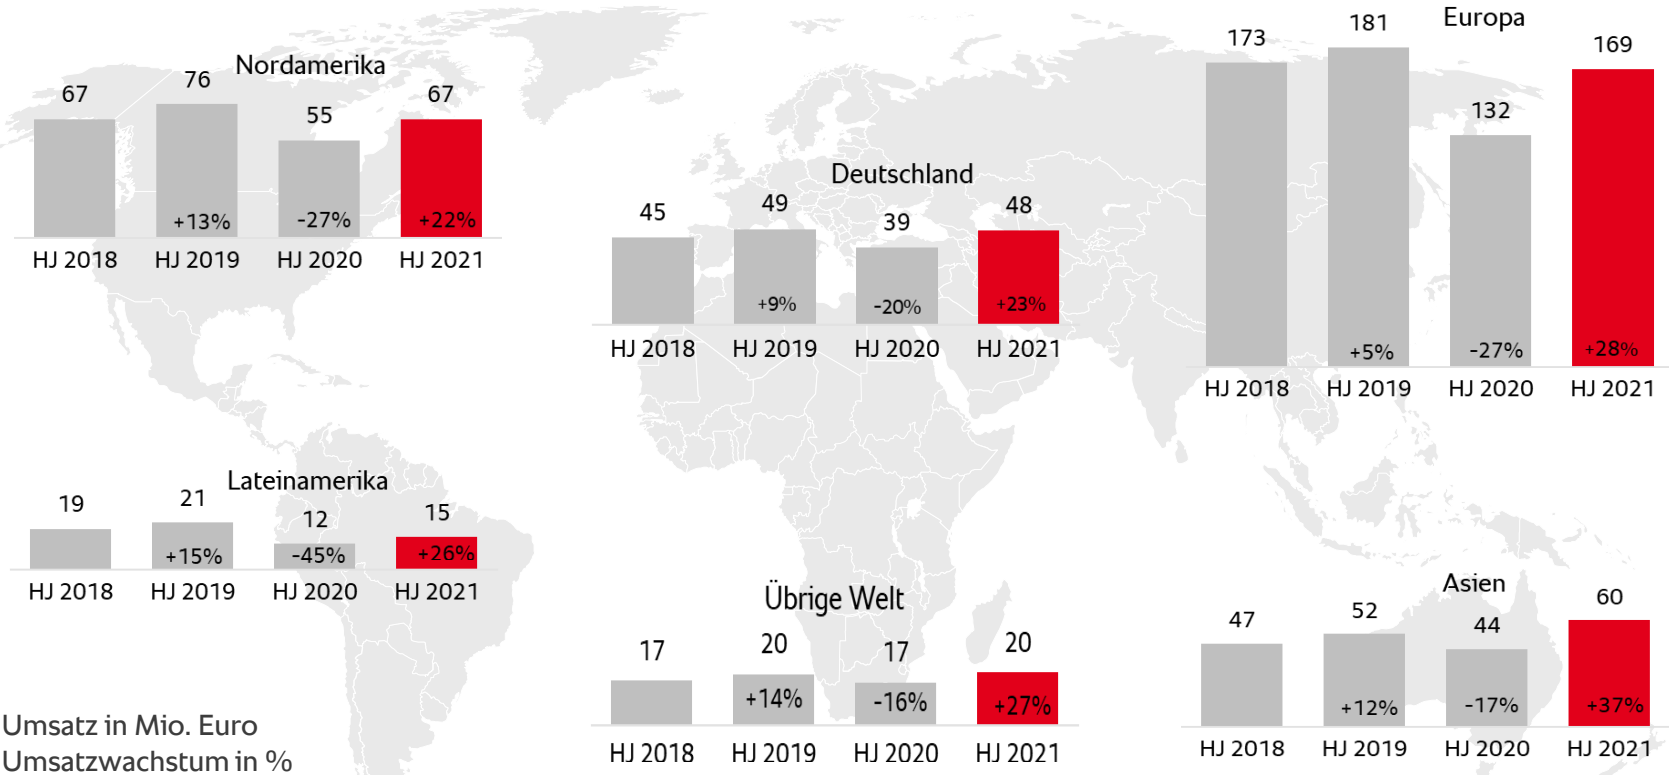 Nordamerika
67
76
55
67
+13%
-27%
+22%
HJ 2018
HJ 2019
HJ 2020
HJ 2021
Deutschland
45
49
39
48
+9%
-20%
+23%
HJ 2018
HJ 2019
HJ 2020
HJ 2021
Europa
173
181
132
169
+5%
-27%
+28%
HJ 2018
HJ 2019
HJ 2020
HJ 2021
Lateinamerika
19
21
12
15
+15%
-45%
+26%
HJ 2018
HJ 2019
HJ 2020
HJ 2021
Übrige Welt
17
20
17
20
+14%
-16%
+27%
HJ 2018
HJ 2019
HJ 2020
HJ 2021
Asien
47
52
44
60
+12%
-17%
+37%
HJ 2018
HJ 2019
HJ 2020
HJ 2021
Umsatz in Mio. Euro
Umsatzwachstum in %